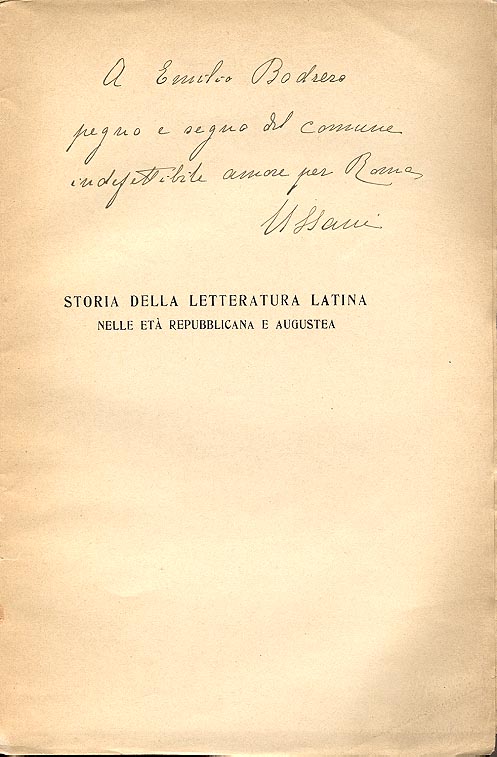 A Emilio Bodrero
pegno e segno del comune
indefettibile amore per Roma
Ussani
STORIA DELLA LETTERATURA LATINA
NELLE ETÀ REPUBBLICANA E AUGUSTEA